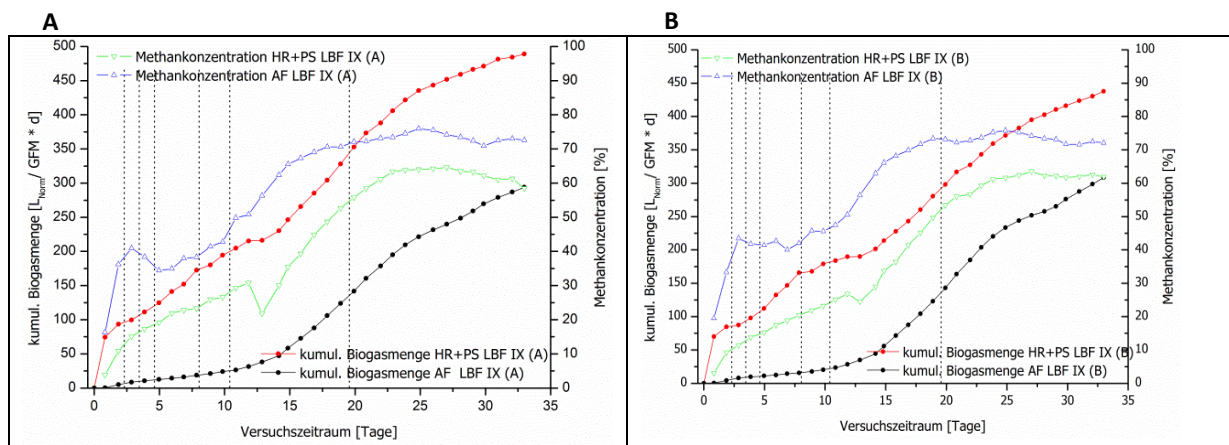 A
Methankonzentration HR+PS LBF IX (A)
Methankonzentration AF LBF IX (A)
kumul. Biogasmenge [L_Norm/ GFM * d]
500
450
400
350
300
250
200
150
100
50
0
100
90
80
70
60
50
40
30
20
10
0
Methankonzentration [%]
kumul. Biogasmenge HR+PS LBF IX (A)
kumul. Biogasmenge AF LBF IX (A)
0 5 10 15 20 25 30 35
Versuchszeitraum [Tage]
B
Methankonzentration HR+PS LBF IX (B)
Methankonzentration AF LBF IX (B)
kumul. Biogasmenge [L_Norm/ GFM * d]
500
450
400
350
300
250
200
150
100
50
0
100
90
80
70
60
50
40
30
20
10
0
Methankonzentration [%]
kumul. Biogasmenge HR+PS LBF IX (B)
kumul. Biogasmenge AF LBF IX (B)
0 5 10 15 20 25 30 35
Versuchszeitraum [Tage]